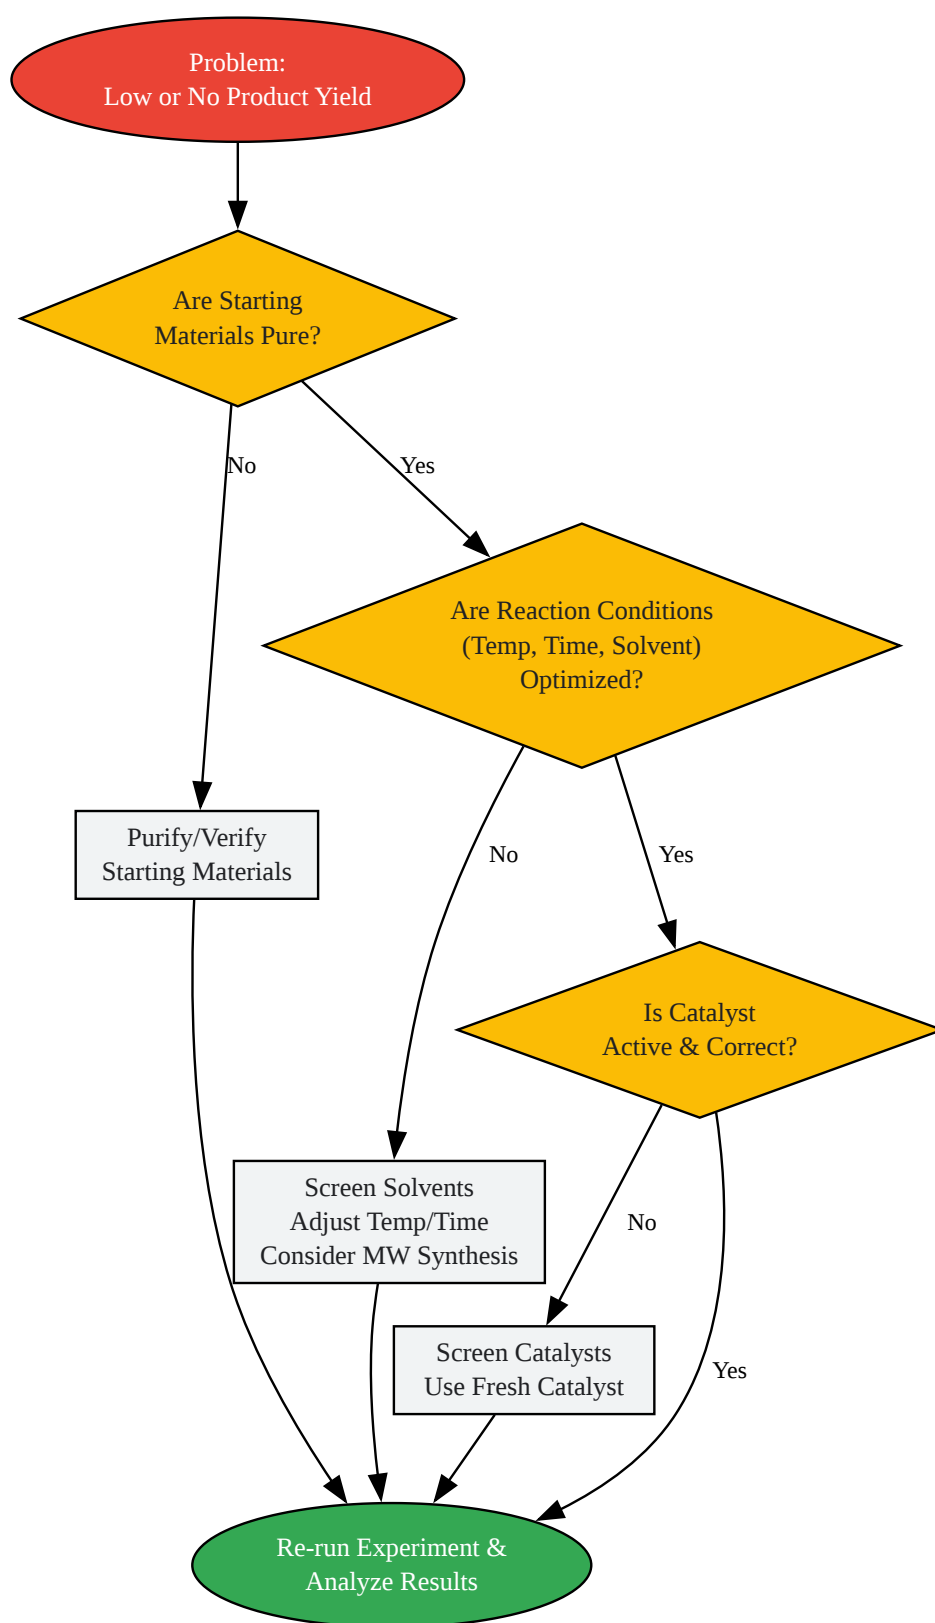 Problem:
Low or No Product Yield
Are Starting
Materials Pure?
No
Yes
Are Reaction Conditions
(Temp, Time, Solvent)
Optimized?
Purify/Verify
Starting Materials
No
Yes
Is Catalyst
Active & Correct?
Screen Solvents
Adjust Temp/Time
Consider MW Synthesis
No
Screen Catalysts
Use Fresh Catalyst
Yes
Re-run Experiment &
Analyze Results